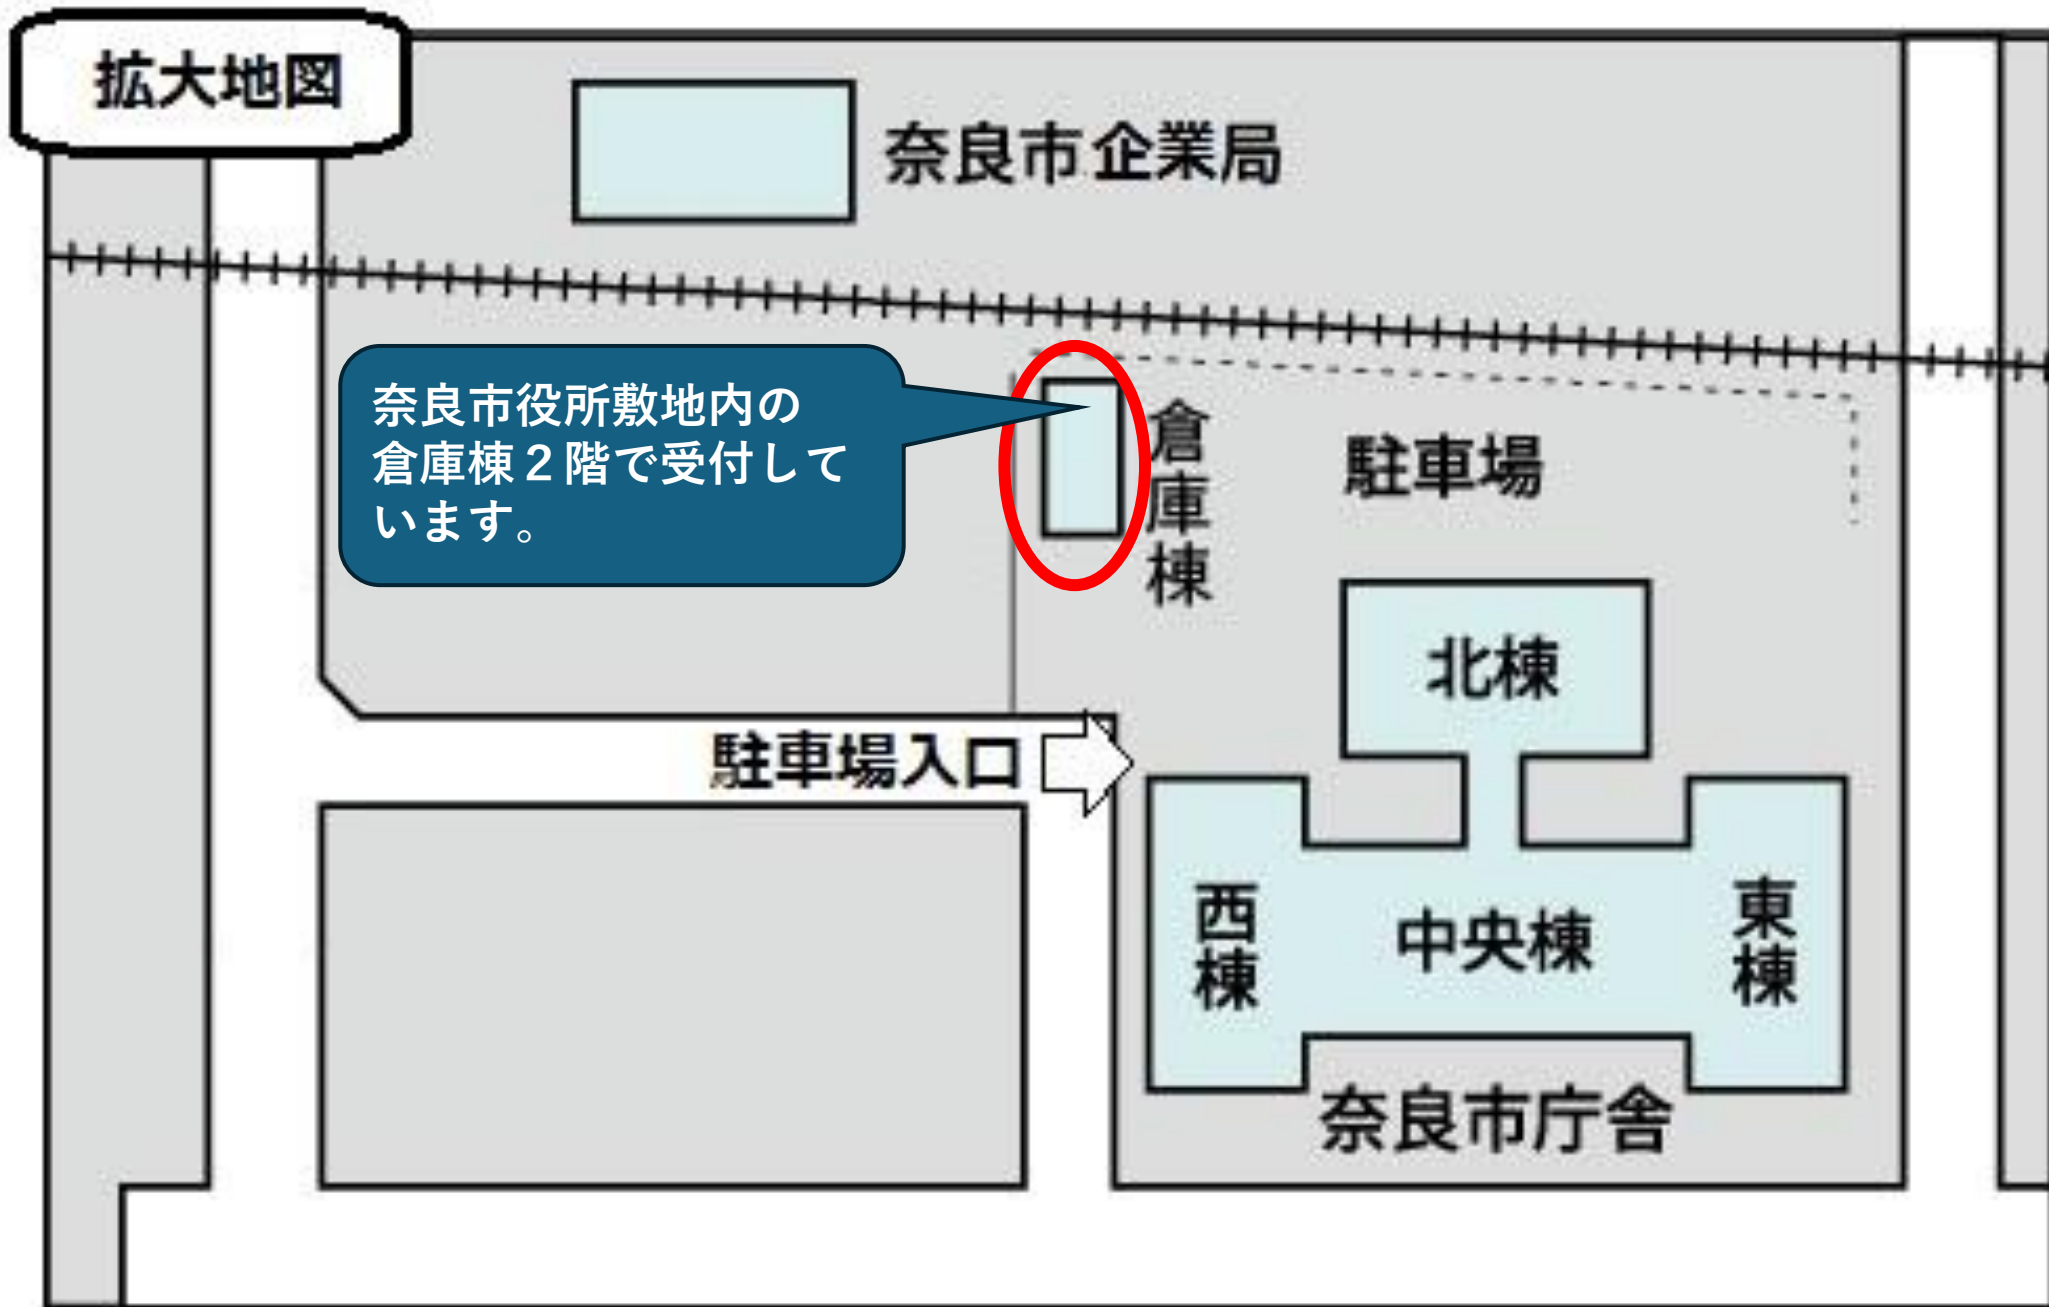 拡大地図
奈良市企業局
奈良市役所敷地内の
倉庫棟２階で受付して
います。
倉庫棟
駐車場
北棟
駐車場入口
西棟
中央棟
東棟
奈良市庁舎